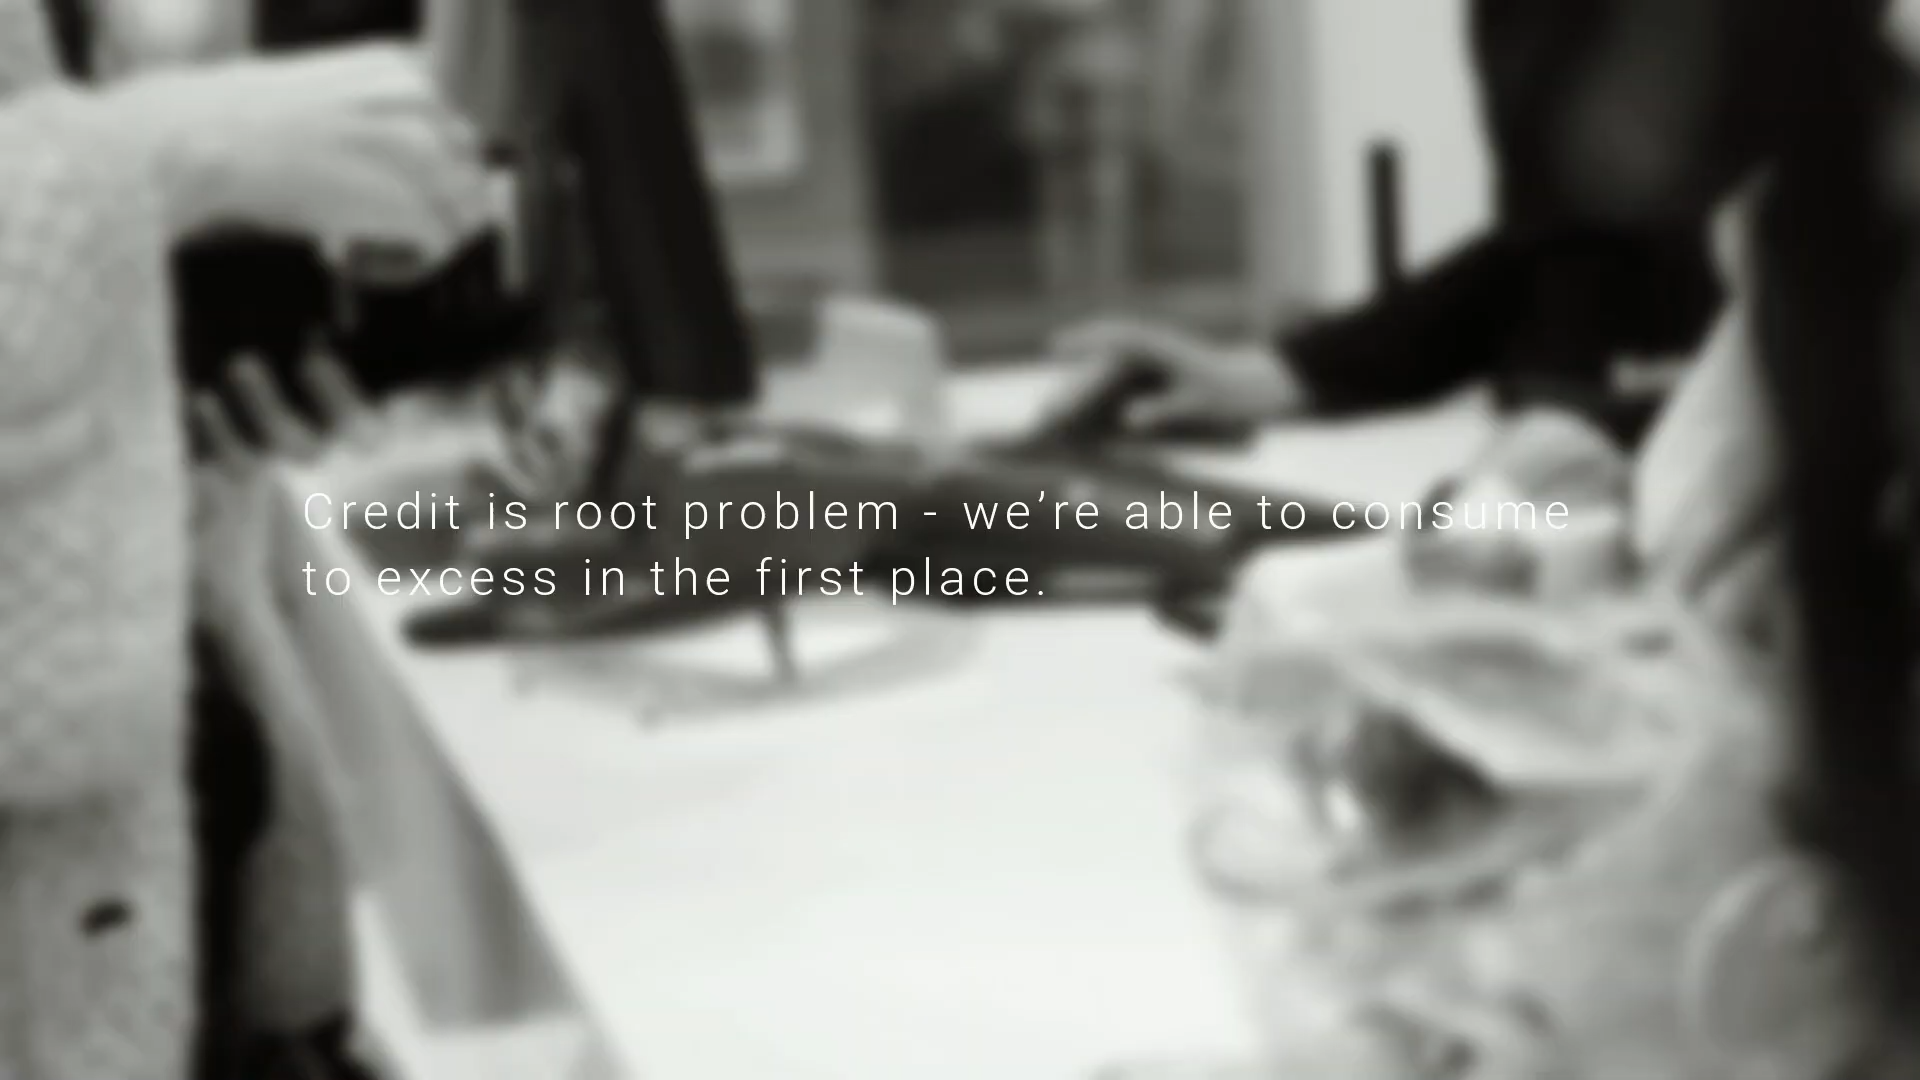 Credit is root problem - we’re able to consume
to excess in the first place.